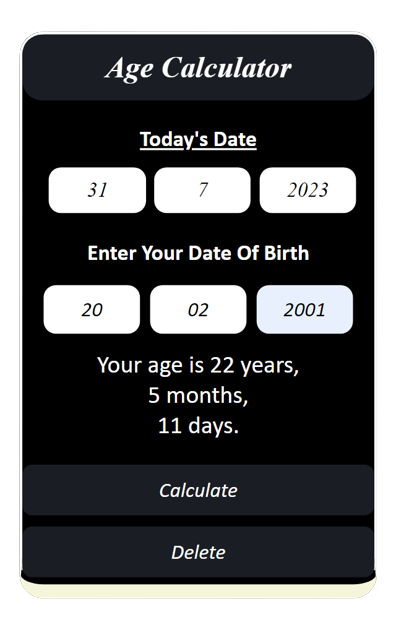 Age Calculator
Today's Date
31 7 2023
Enter Your Date Of Birth
20 02 2001
Your age is 22 years,
5 months,
11 days.
Calculate
Delete